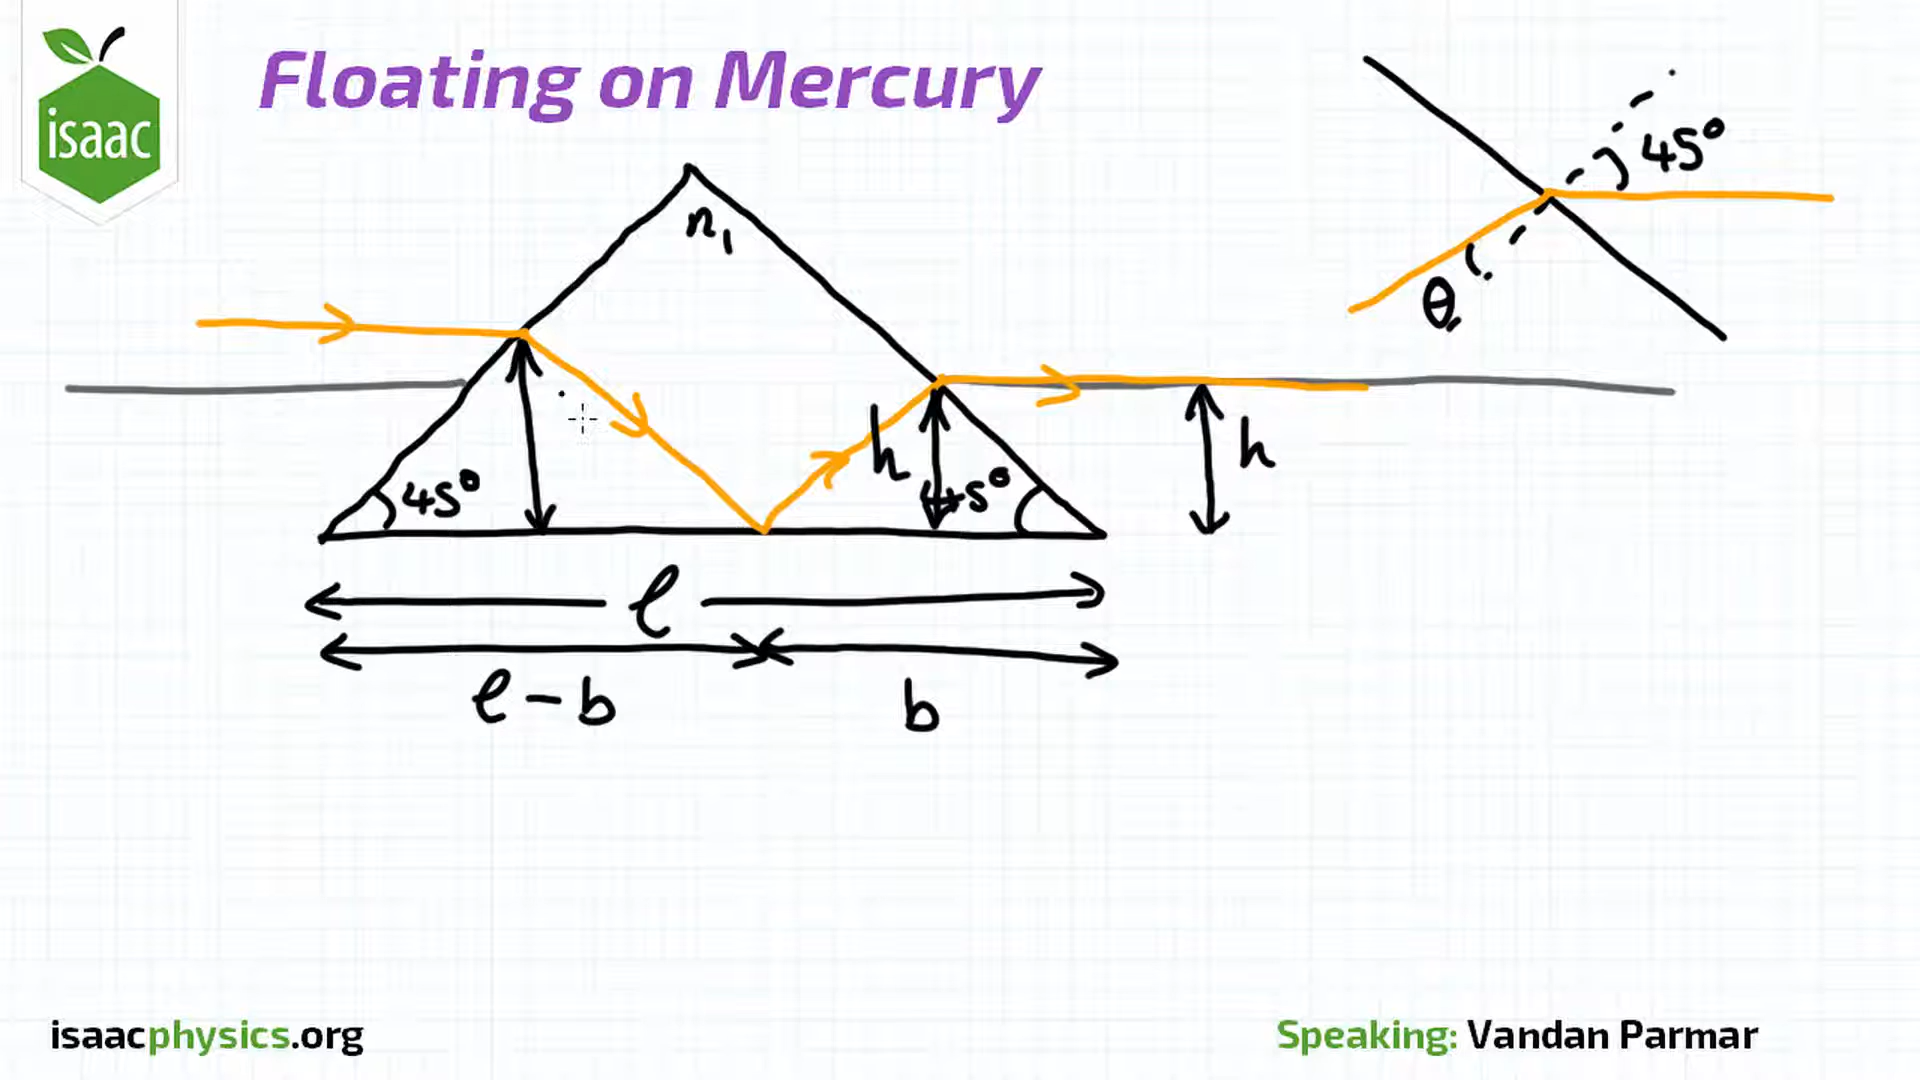 isaac
Floating on Mercury
45°
θ
n₁
45°
h
45°
h
ℓ
ℓ - b
b
isaacphysics.org
Speaking: Vandan Parmar